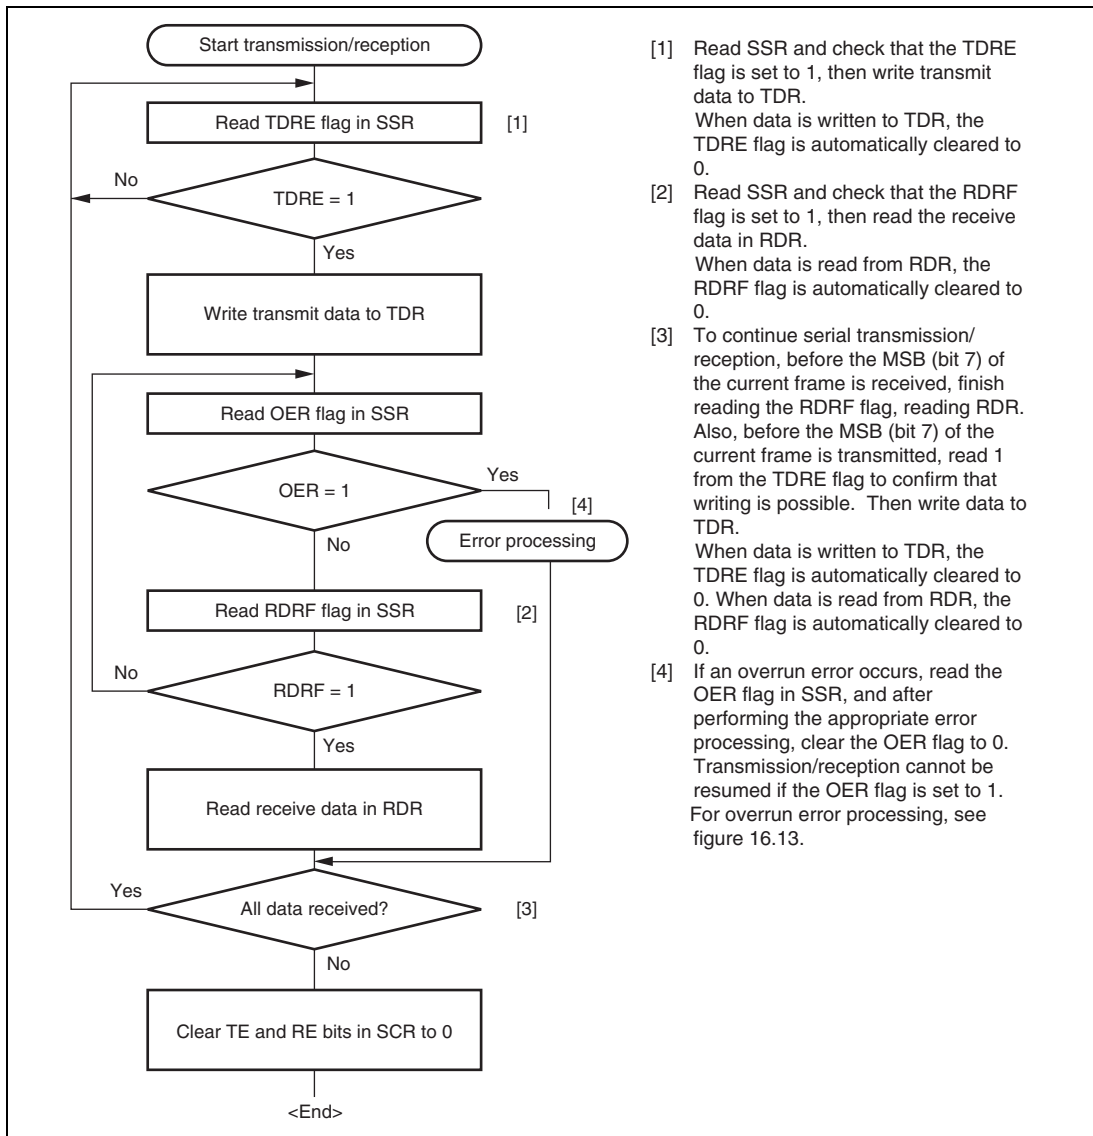 Start transmission/reception
Read TDRE flag in SSR
[1]
No
TDRE = 1
Yes
Write transmit data to TDR
Read OER flag in SSR
Yes
OER = 1
[4]
No
Error processing
Read RDRF flag in SSR
[2]
No
RDRF = 1
Yes
Read receive data in RDR
Yes
All data received?
[3]
No
Clear TE and RE bits in SCR to 0
<End>
[1] Read SSR and check that the TDRE
flag is set to 1, then write transmit
data to TDR.
When data is written to TDR, the
TDRE flag is automatically cleared to
0.
[2] Read SSR and check that the RDRF
flag is set to 1, then read the receive
data in RDR.
When data is read from RDR, the
RDRF flag is automatically cleared to
0.
[3] To continue serial transmission/
reception, before the MSB (bit 7) of
the current frame is received, finish
reading the RDRF flag, reading RDR.
Also, before the MSB (bit 7) of the
current frame is transmitted, read 1
from the TDRE flag to confirm that
writing is possible. Then write data to
TDR.
When data is written to TDR, the
TDRE flag is automatically cleared to
0. When data is read from RDR, the
RDRF flag is automatically cleared to
0.
[4] If an overrun error occurs, read the
OER flag in SSR, and after
performing the appropriate error
processing, clear the OER flag to 0.
Transmission/reception cannot be
resumed if the OER flag is set to 1.
For overrun error processing, see
figure 16.13.